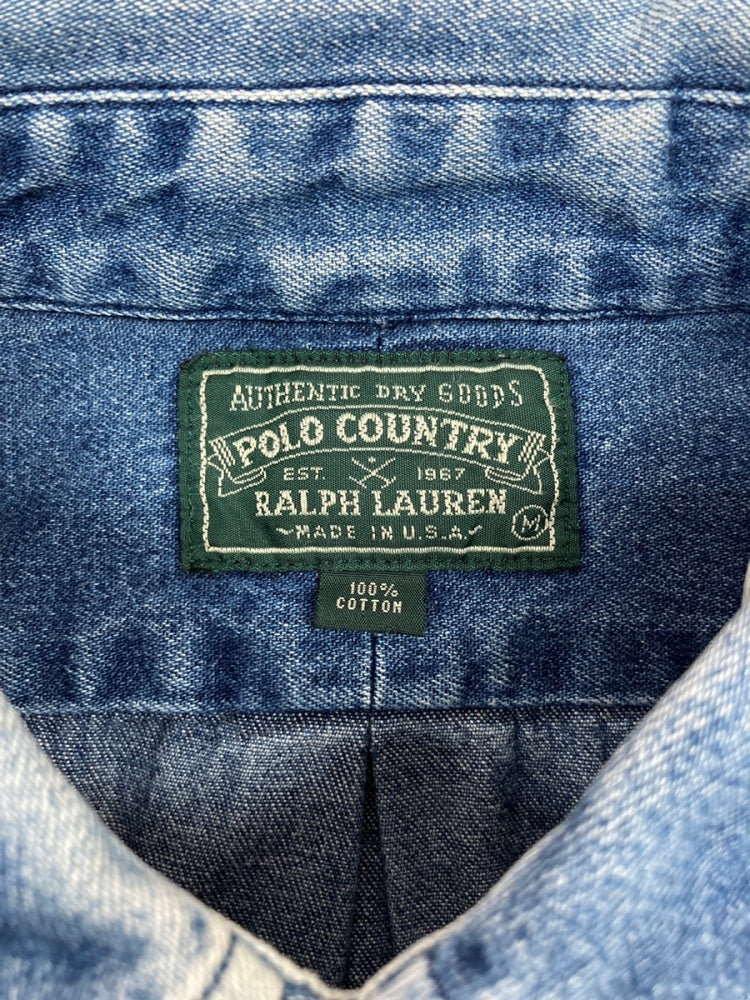 AUTHENTIC DRY GOODS
POLO COUNTRY
EST. 1967
RALPH LAUREN
MADE IN U.S.A.
M
100%
COTTON